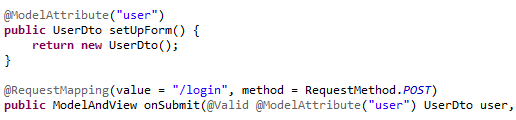 @ModelAttribute("user")
public UserDto setUpForm() {
return new UserDto();
}
@RequestMapping(value = "/login", method = RequestMethod.POST)
public ModelAndView onSubmit(@Valid @ModelAttribute("user") UserDto user,